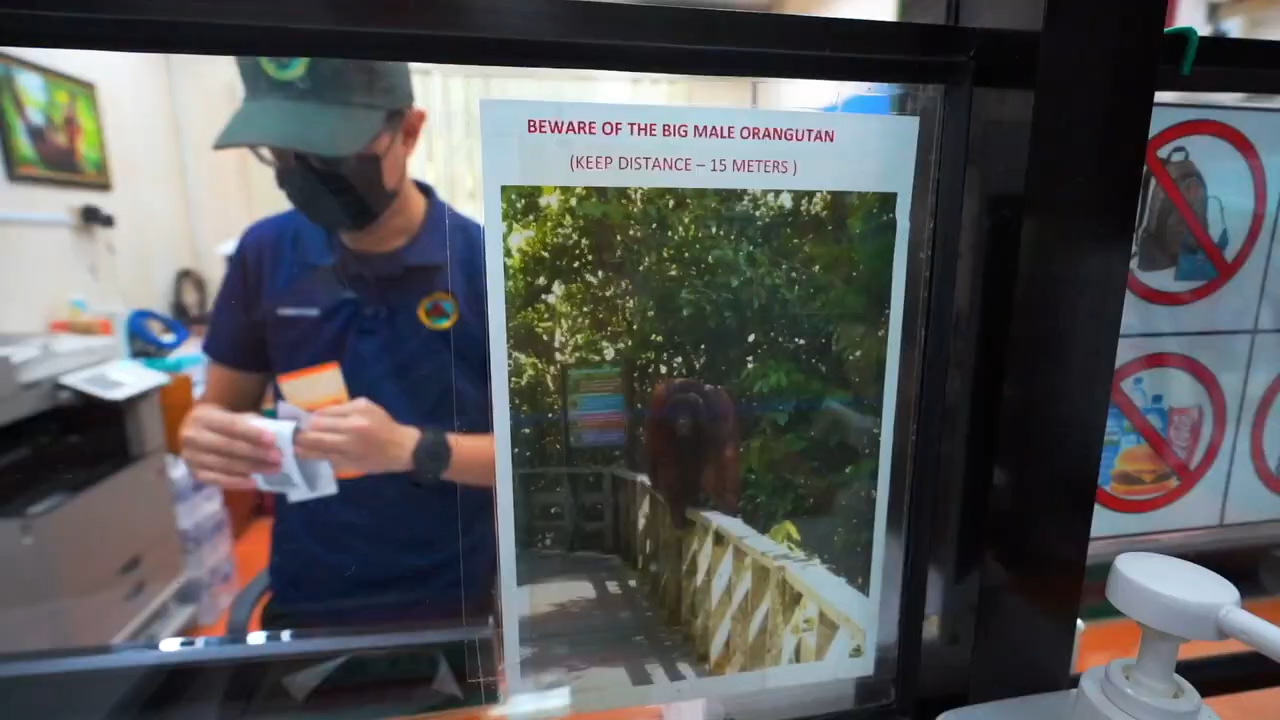 BEWARE OF THE BIG MALE ORANGUTAN
(KEEP DISTANCE – 15 METERS )